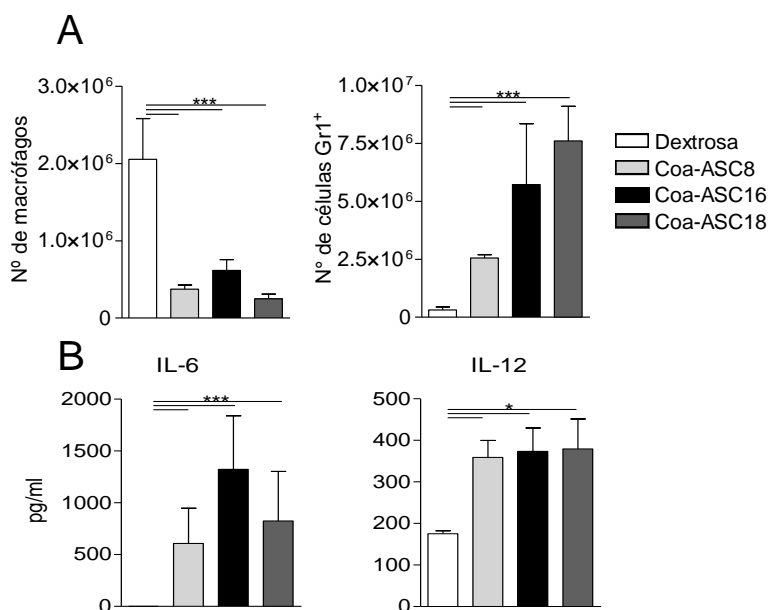 A
Nº de macrófagos
3.0×10⁶
2.0×10⁶
1.0×10⁶
0
***
N° de células Gr1⁺
1.0×10⁷
7.5×10⁶
5.0×10⁶
2.5×10⁶
0
***
Dextrosa
Coa-ASC8
Coa-ASC16
Coa-ASC18
B
IL-6
pg/ml
2000
1500
1000
500
0
***
IL-12
500
400
300
200
100
0
*